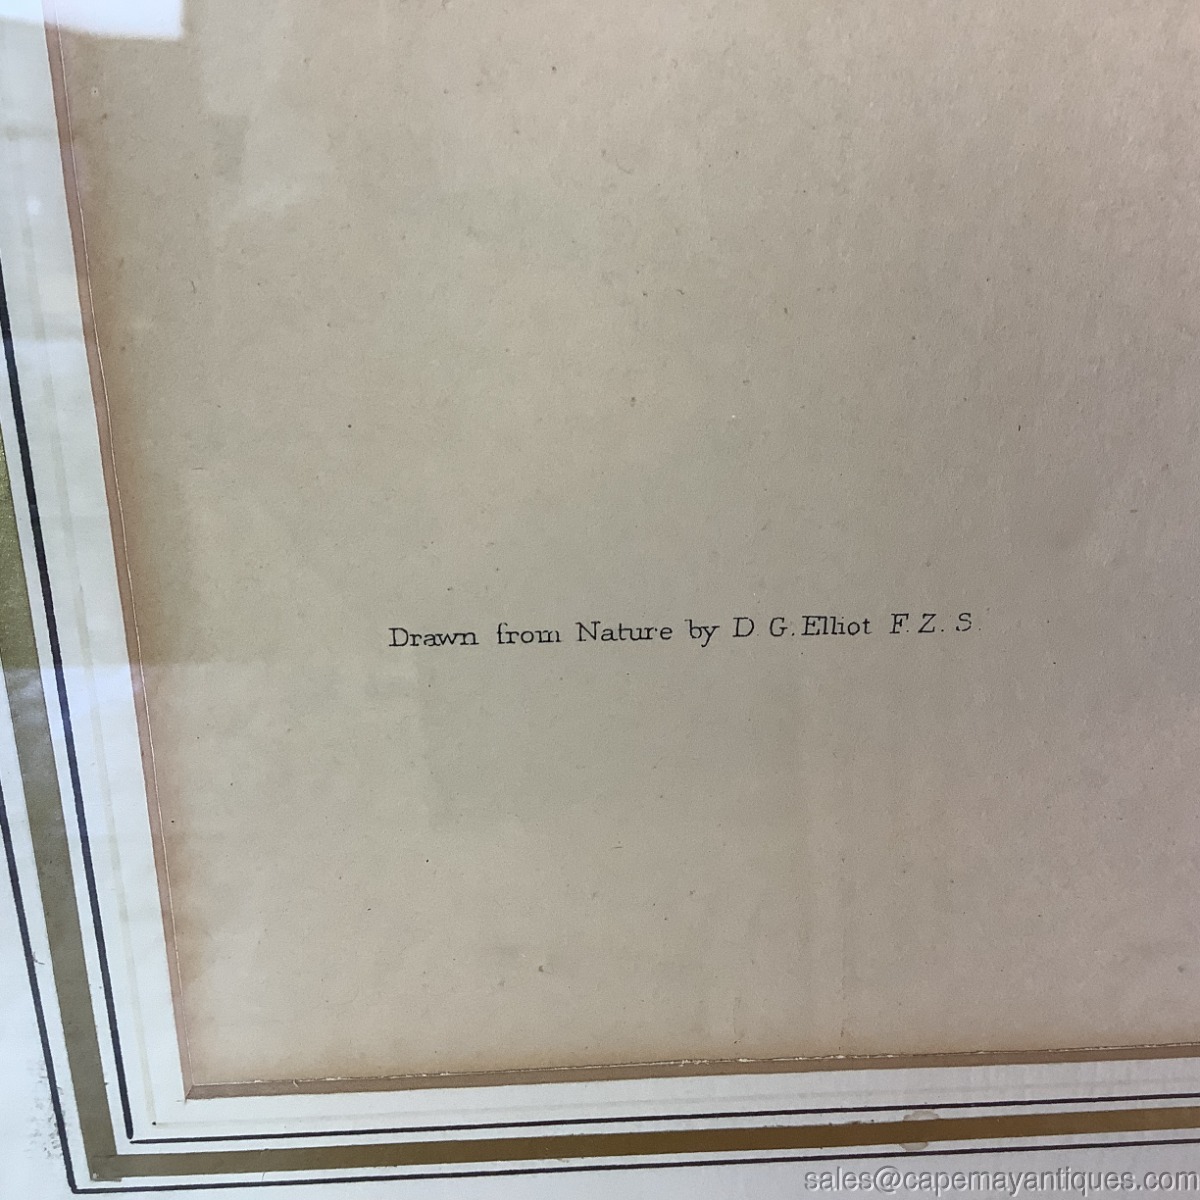 Drawn from Nature by D G. Elliot F. Z. S.
sales@capemayantiques.com